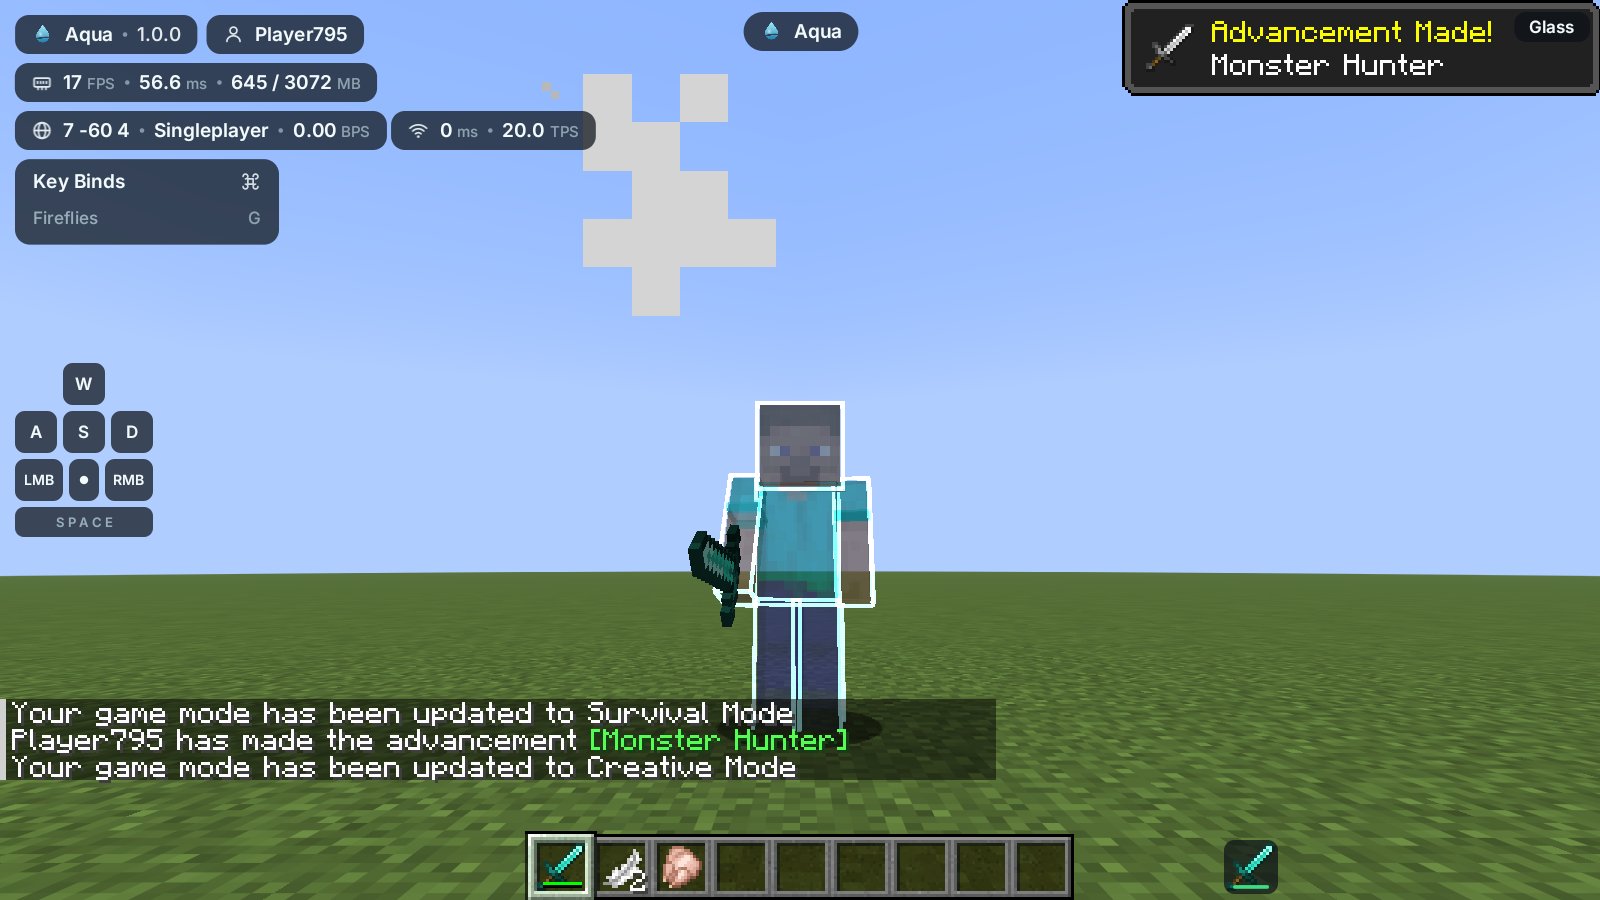 Aqua • 1.0.0
Player795
Aqua
Advancement Made!
Monster Hunter
Glass
17 FPS • 56.6 ms • 645 / 3072 MB
7 -60 4 • Singleplayer • 0.00 BPS
0 ms • 20.0 TPS
Key Binds
Fireflies G
W
A S D
LMB RMB
SPACE
Your game mode has been updated to Survival Mode
Player795 has made the advancement [Monster Hunter]
Your game mode has been updated to Creative Mode
2